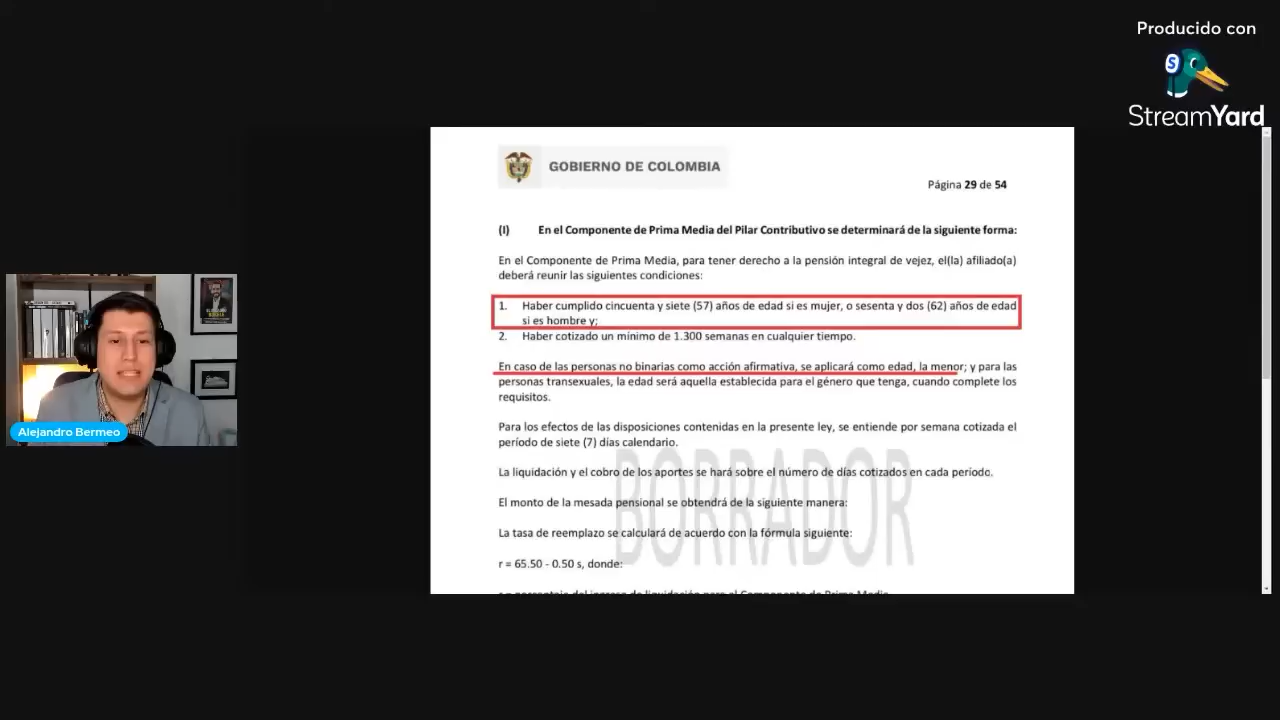 Producido con
StreamYard
GOBIERNO DE COLOMBIA
Página 29 de 54
(I) En el Componente de Prima Media del Pilar Contributivo se determinará de la siguiente forma:
En el Componente de Prima Media, para tener derecho a la pensión integral de vejez, el(la) afiliado(a)
deberá reunir las siguientes condiciones:
1. Haber cumplido cincuenta y siete (57) años de edad si es mujer, o sesenta y dos (62) años de edad
si es hombre y;
2. Haber cotizado un mínimo de 1.300 semanas en cualquier tiempo.
En caso de las personas no binarias como acción afirmativa, se aplicará como edad, la menor; y para las
personas transexuales, la edad será aquella establecida para el género que tenga, cuando complete los
requisitos.
Para los efectos de las disposiciones contenidas en la presente ley, se entiende por semana cotizada el
período de siete (7) días calendario.
La liquidación y el cobro de los aportes se hará sobre el número de días cotizados en cada período.
El monto de la mesada pensional se obtendrá de la siguiente manera:
La tasa de reemplazo se calculará de acuerdo con la fórmula siguiente:
r = 65.50 - 0.50 s, donde:
BORRADOR
Alejandro Bermeo